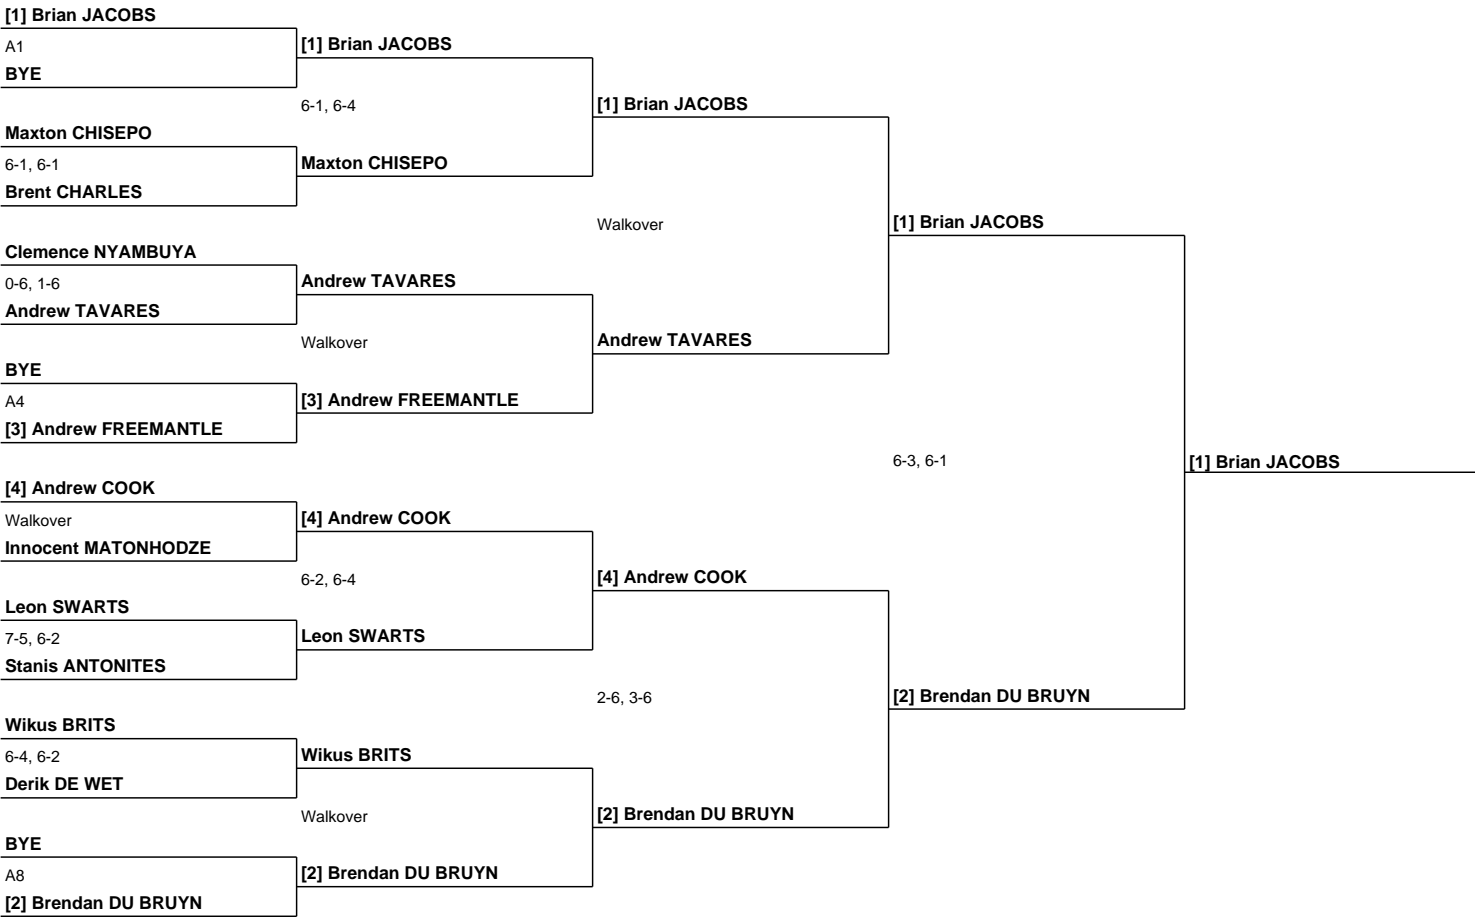 [1] Brian JACOBS
A1
BYE
Maxton CHISEPO
6-1, 6-1
Brent CHARLES
Clemence NYAMBUYA
0-6, 1-6
Andrew TAVARES
BYE
A4
[3] Andrew FREEMANTLE
[4] Andrew COOK
Walkover
Innocent MATONHODZE
Leon SWARTS
7-5, 6-2
Stanis ANTONITES
Wikus BRITS
6-4, 6-2
Derik DE WET
BYE
A8
[2] Brendan DU BRUYN
[1] Brian JACOBS
6-1, 6-4
Maxton CHISEPO
Andrew TAVARES
Walkover
[3] Andrew FREEMANTLE
[4] Andrew COOK
6-2, 6-4
Leon SWARTS
Wikus BRITS
Walkover
[2] Brendan DU BRUYN
[1] Brian JACOBS
Walkover
Andrew TAVARES
[4] Andrew COOK
2-6, 3-6
[2] Brendan DU BRUYN
[1] Brian JACOBS
6-3, 6-1
[2] Brendan DU BRUYN
[1] Brian JACOBS